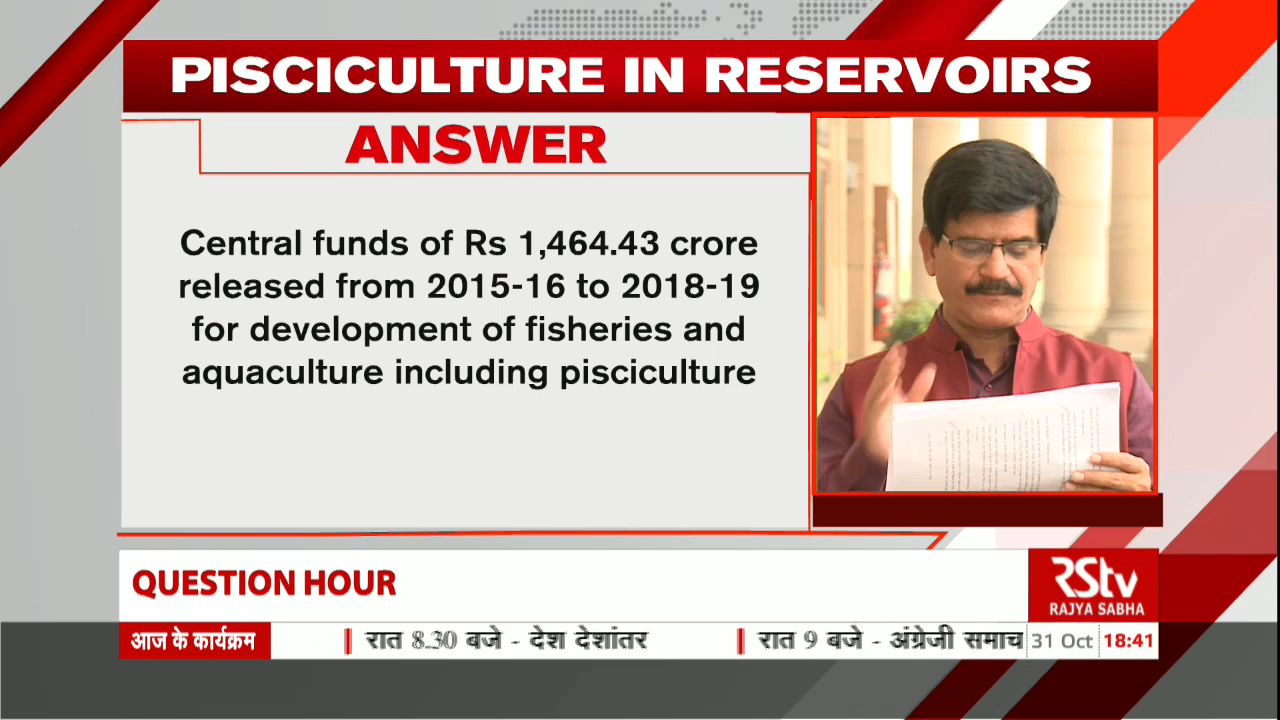 PISCICULTURE IN RESERVOIRS
ANSWER
Central funds of Rs 1,464.43 crore
released from 2015-16 to 2018-19
for development of fisheries and
aquaculture including pisciculture
QUESTION HOUR
RStv
RAJYA SABHA
आज के कार्यक्रम
रात 8.30 बजे - देश देशांतर
रात 9 बजे - अंग्रेजी समाच
31 Oct
18:41